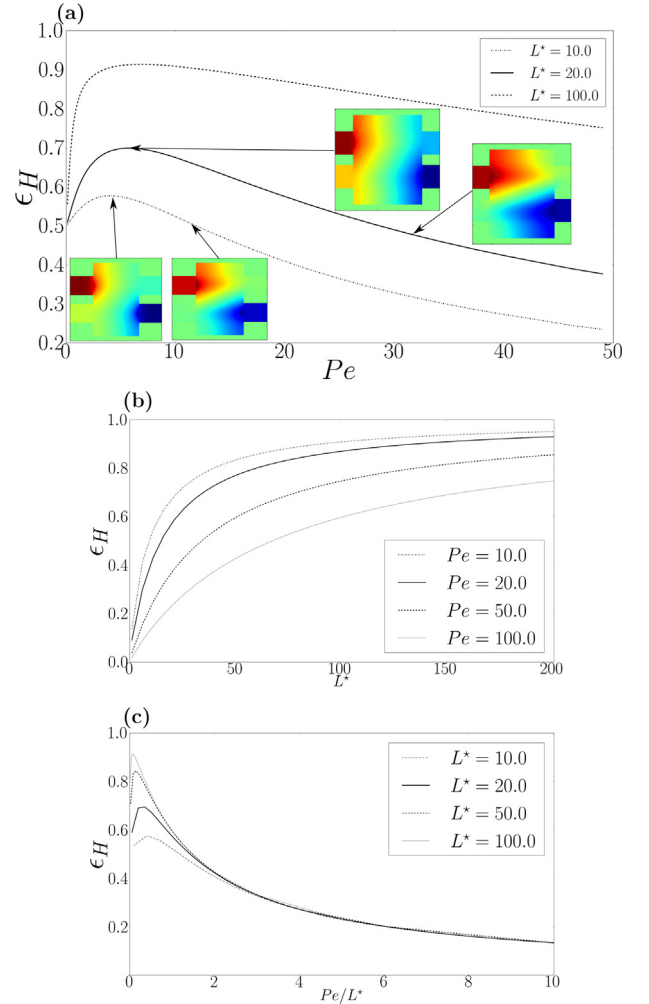 (a)
1.0
0.9
0.8
0.7
0.6
0.5
0.4
0.3
0.2
ϵH
L⋆ = 10.0
L⋆ = 20.0
L⋆ = 100.0
0 10 20 30 40 50
Pe
(b)
1.0
0.8
0.6
0.4
0.2
0.0
ϵH
Pe = 10.0
Pe = 20.0
Pe = 50.0
Pe = 100.0
0 50 100 150 200
L⋆
(c)
1.0
0.8
0.6
0.4
0.2
ϵH
L⋆ = 10.0
L⋆ = 20.0
L⋆ = 50.0
L⋆ = 100.0
0 2 4 6 8 10
Pe/L⋆